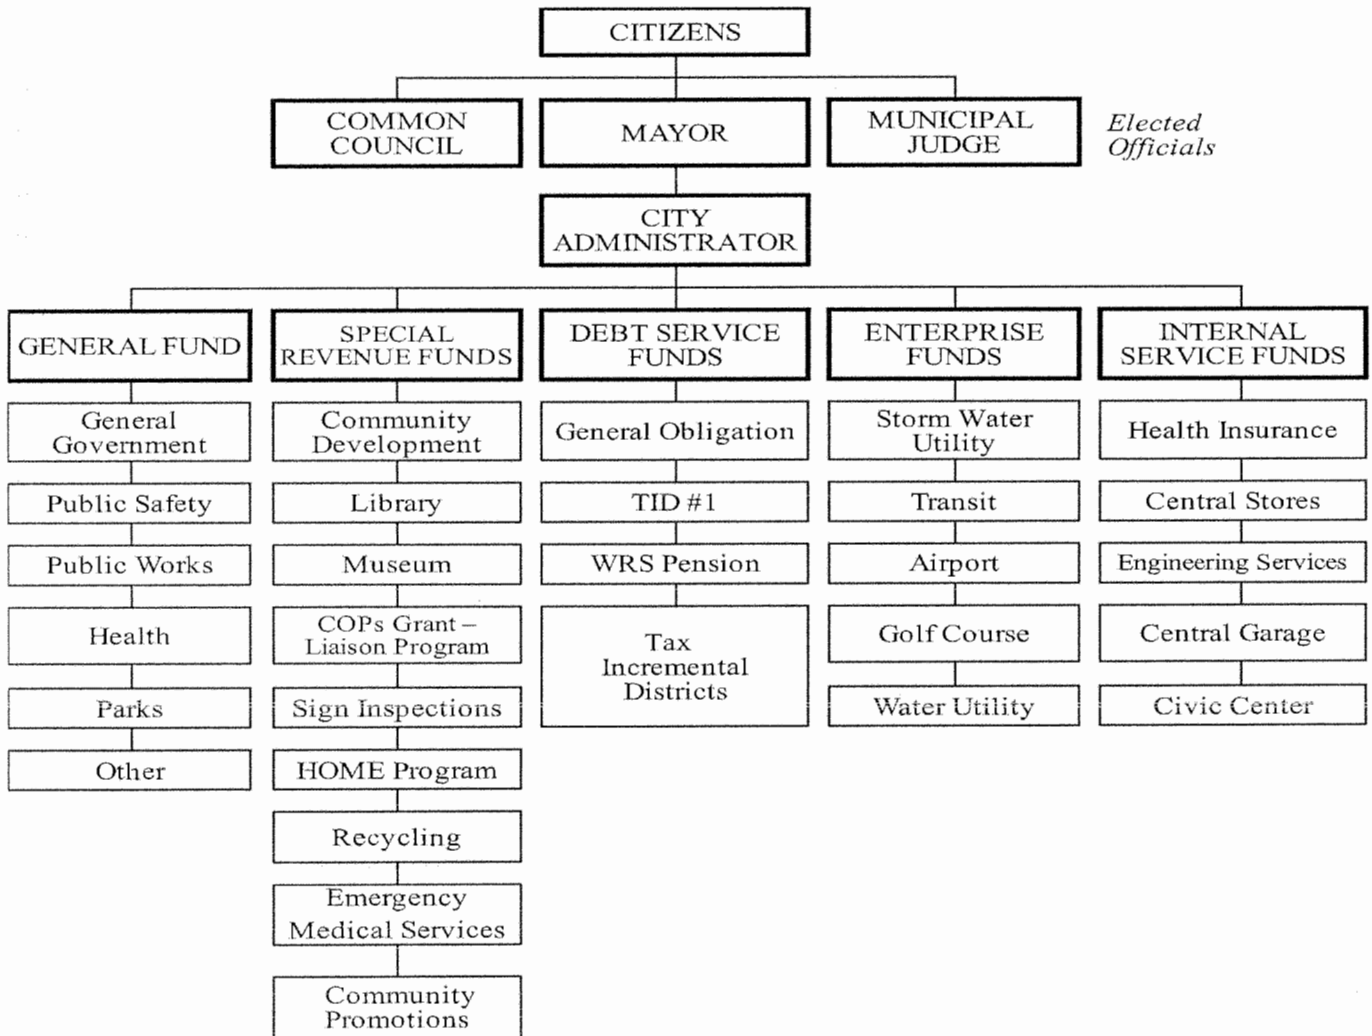 CITIZENS
COMMON
COUNCIL
MAYOR
MUNICIPAL
JUDGE
Elected
Officials
CITY
ADMINISTRATOR
GENERAL FUND
SPECIAL
REVENUE FUNDS
DEBT SERVICE
FUNDS
ENTERPRISE
FUNDS
INTERNAL
SERVICE FUNDS
General
Government
Public Safety
Public Works
Health
Parks
Other
Community
Development
Library
Museum
COPs Grant –
Liaison Program
Sign Inspections
HOME Program
Recycling
Emergency
Medical Services
Community
Promotions
General Obligation
TID #1
WRS Pension
Tax
Incremental
Districts
Storm Water
Utility
Transit
Airport
Golf Course
Water Utility
Health Insurance
Central Stores
Engineering Services
Central Garage
Civic Center